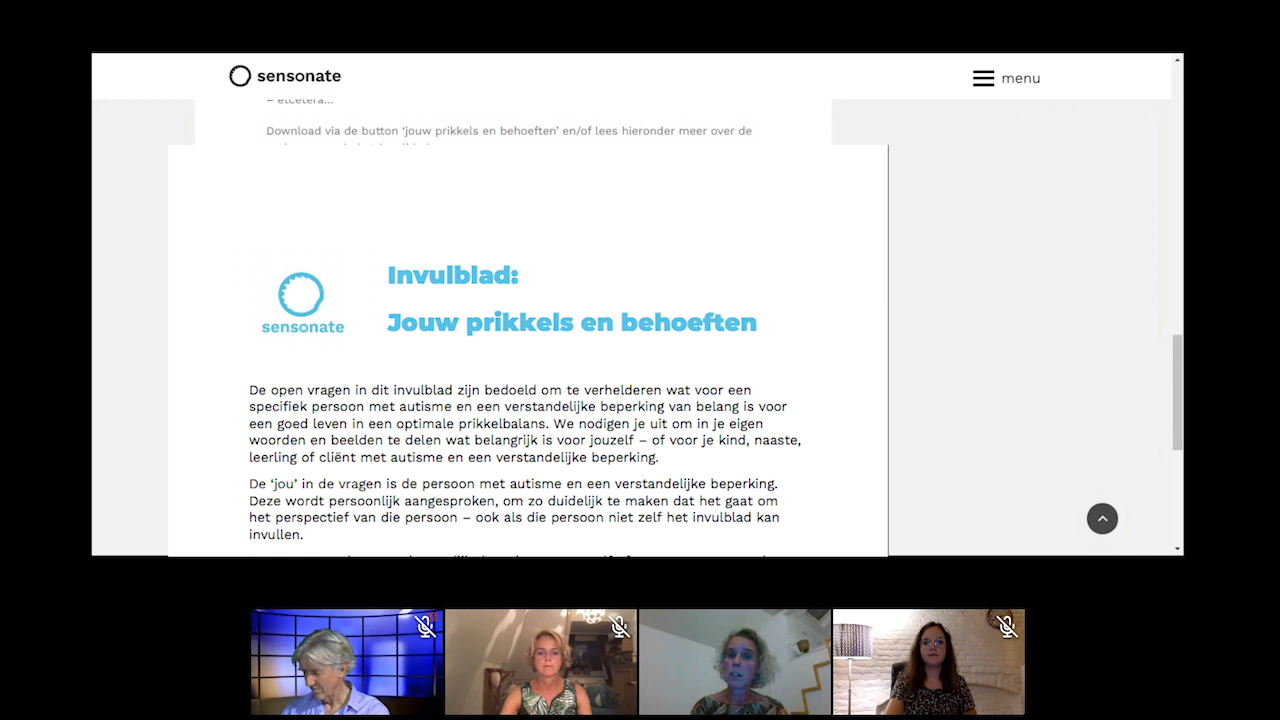 sensonate
menu
– etcetera...
Download via de button ‘jouw prikkels en behoeften’ en/of lees hieronder meer over de
Invulblad:
sensonate
Jouw prikkels en behoeften
De open vragen in dit invulblad zijn bedoeld om te verhelderen wat voor een
specifiek persoon met autisme en een verstandelijke beperking van belang is voor
een goed leven in een optimale prikkelbalans. We nodigen je uit om in je eigen
woorden en beelden te delen wat belangrijk is voor jouzelf – of voor je kind, naaste,
leerling of cliënt met autisme en een verstandelijke beperking.
De ‘jou’ in de vragen is de persoon met autisme en een verstandelijke beperking.
Deze wordt persoonlijk aangesproken, om zo duidelijk te maken dat het gaat om
het perspectief van die persoon – ook als die persoon niet zelf het invulblad kan
invullen.